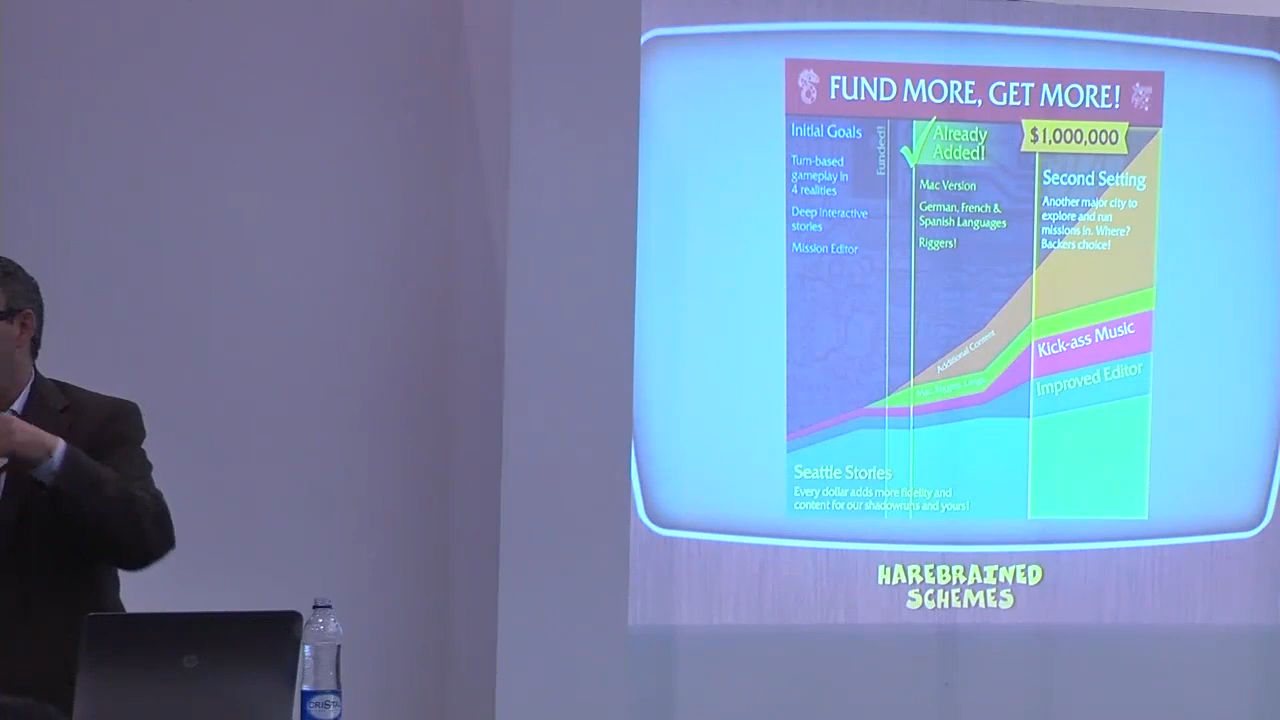 FUND MORE, GET MORE!
Initial Goals
Turn-based
gameplay in
4 realities
Deep interactive
stories
Mission Editor
Funded!
Already
Added!
Mac Version
German, French &
Spanish Languages
Riggers!
$1,000,000
Second Setting
Another major city to
explore and run
missions in. Where?
Backers choice!
Additional Content
Kick-ass Music
Improved Editor
Seattle Stories
Every dollar adds more fidelity and
content for our shadowruns and yours!
HAREBRAINED
SCHEMES
hp